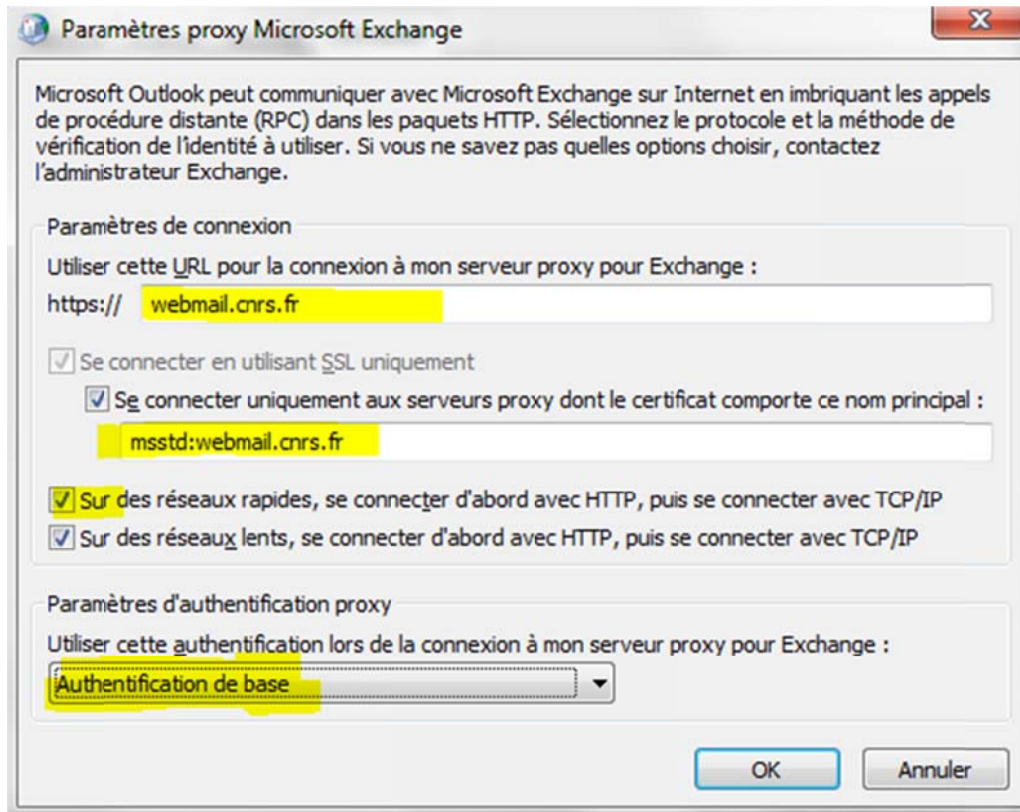 Paramètres proxy Microsoft Exchange
Microsoft Outlook peut communiquer avec Microsoft Exchange sur Internet en imbriquant les appels
de procédure distante (RPC) dans les paquets HTTP. Sélectionnez le protocole et la méthode de
vérification de l'identité à utiliser. Si vous ne savez pas quelles options choisir, contactez
l'administrateur Exchange.
Paramètres de connexion
Utiliser cette URL pour la connexion à mon serveur proxy pour Exchange :
https:// webmail.cnrs.fr
Se connecter en utilisant SSL uniquement
Se connecter uniquement aux serveurs proxy dont le certificat comporte ce nom principal :
msstd:webmail.cnrs.fr
Sur des réseaux rapides, se connecter d'abord avec HTTP, puis se connecter avec TCP/IP
Sur des réseaux lents, se connecter d'abord avec HTTP, puis se connecter avec TCP/IP
Paramètres d'authentification proxy
Utiliser cette authentification lors de la connexion à mon serveur proxy pour Exchange :
Authentification de base
OK Annuler